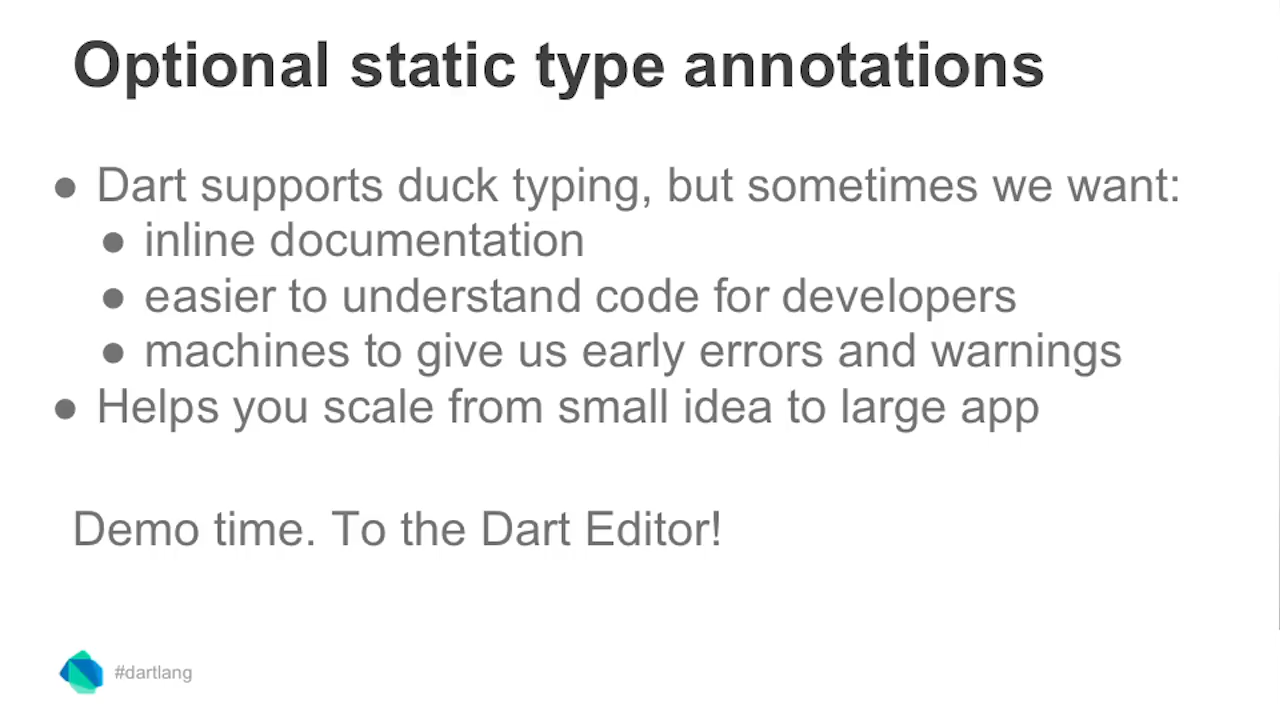 Optional static type annotations
● Dart supports duck typing, but sometimes we want:
● inline documentation
● easier to understand code for developers
● machines to give us early errors and warnings
● Helps you scale from small idea to large app
Demo time. To the Dart Editor!
#dartlang